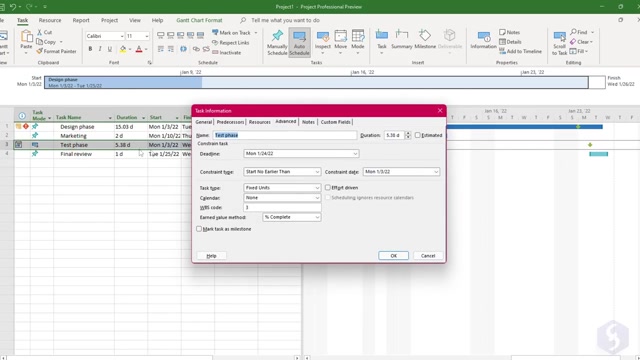 Project1 - Project Professional Preview
Task Resource Report Project View Help Gantt Chart Format Tell me what you want to do
Cut
Copy
Paste Format Painter
Calibri 11
Mark on Track
Respect Links
Inactivate
Manually Schedule Auto Schedule Inspect Move Mode
Task Summary Milestone Deliverable
Information
Notes
Details
Add to Timeline
Scroll to Task
Find
Clear
Fill
Clipboard Font Schedule Tasks Insert Properties Editing
Jan 9, '22 Jan 16, '22 Jan 23, '22
Start
Mon 1/3/22
Design phase
Mon 1/3/22 - Tue 1/25/22
Finish
Wed 1/26/22
Task Mode Task Name Duration Start
Jan 16, '22 Jan 23, '22
1 Design phase 15.03 d Mon 1/3/22
2 Marketing 2 d Mon 1/10/22
3 Test phase 5.38 d Mon 1/3/22
4 Final review 1 d Tue 1/25/22
Task Information
General Predecessors Resources Advanced Notes Custom Fields
Name: Test phase Duration: 5.38 d Estimated
Constrain task
Deadline: Mon 1/24/22
Constraint type: Start No Earlier Than Constraint date: Mon 1/3/22
Task type: Fixed Units Effort driven
Calendar: None Scheduling ignores resource calendars
WBS code: 3
Earned value method: % Complete
Mark task as milestone
Help OK Cancel